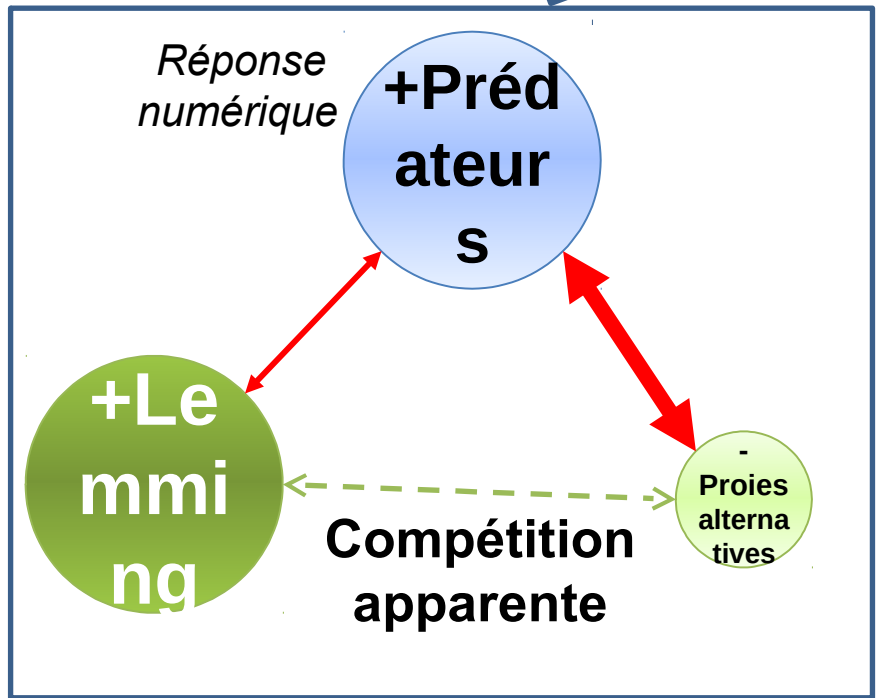 Réponse
numérique
+Préd
ateur
s
+Le
mmi
ng
-
Proies
alterna
tives
Compétition
apparente